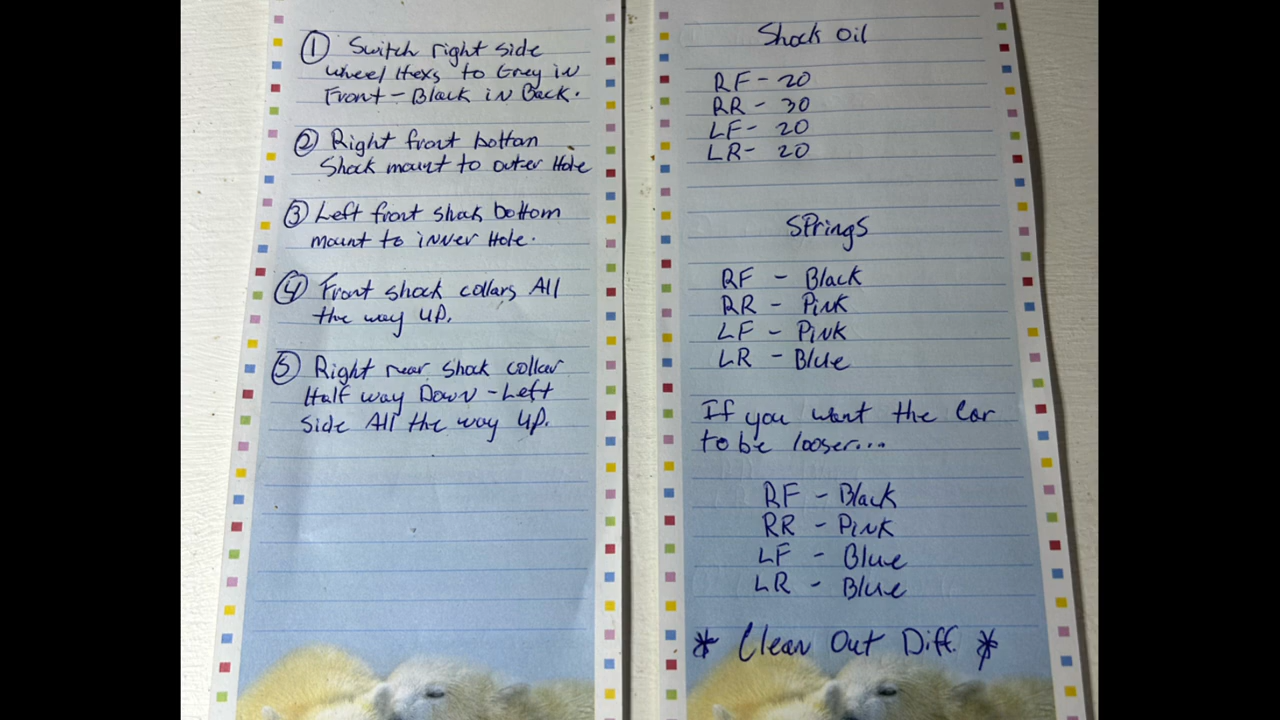 ① Switch right side
wheel Hexs to Grey in
Front - Black in Back.
② Right front bottan
Shock mount to outer Hole
③ Left front shock bottom
mount to inner Hole.
④ Front shock collars All
the way up.
⑤ Right rear shock collar
Half way Down - Left
side All the way up.
Shock Oil
RF - 20
RR - 30
LF - 20
LR - 20
Springs
RF - Black
RR - Pink
LF - Pink
LR - Blue
If you want the Car
to be looser...
RF - Black
RR - Pink
LF - Blue
LR - Blue
* Clean Out Diff. *